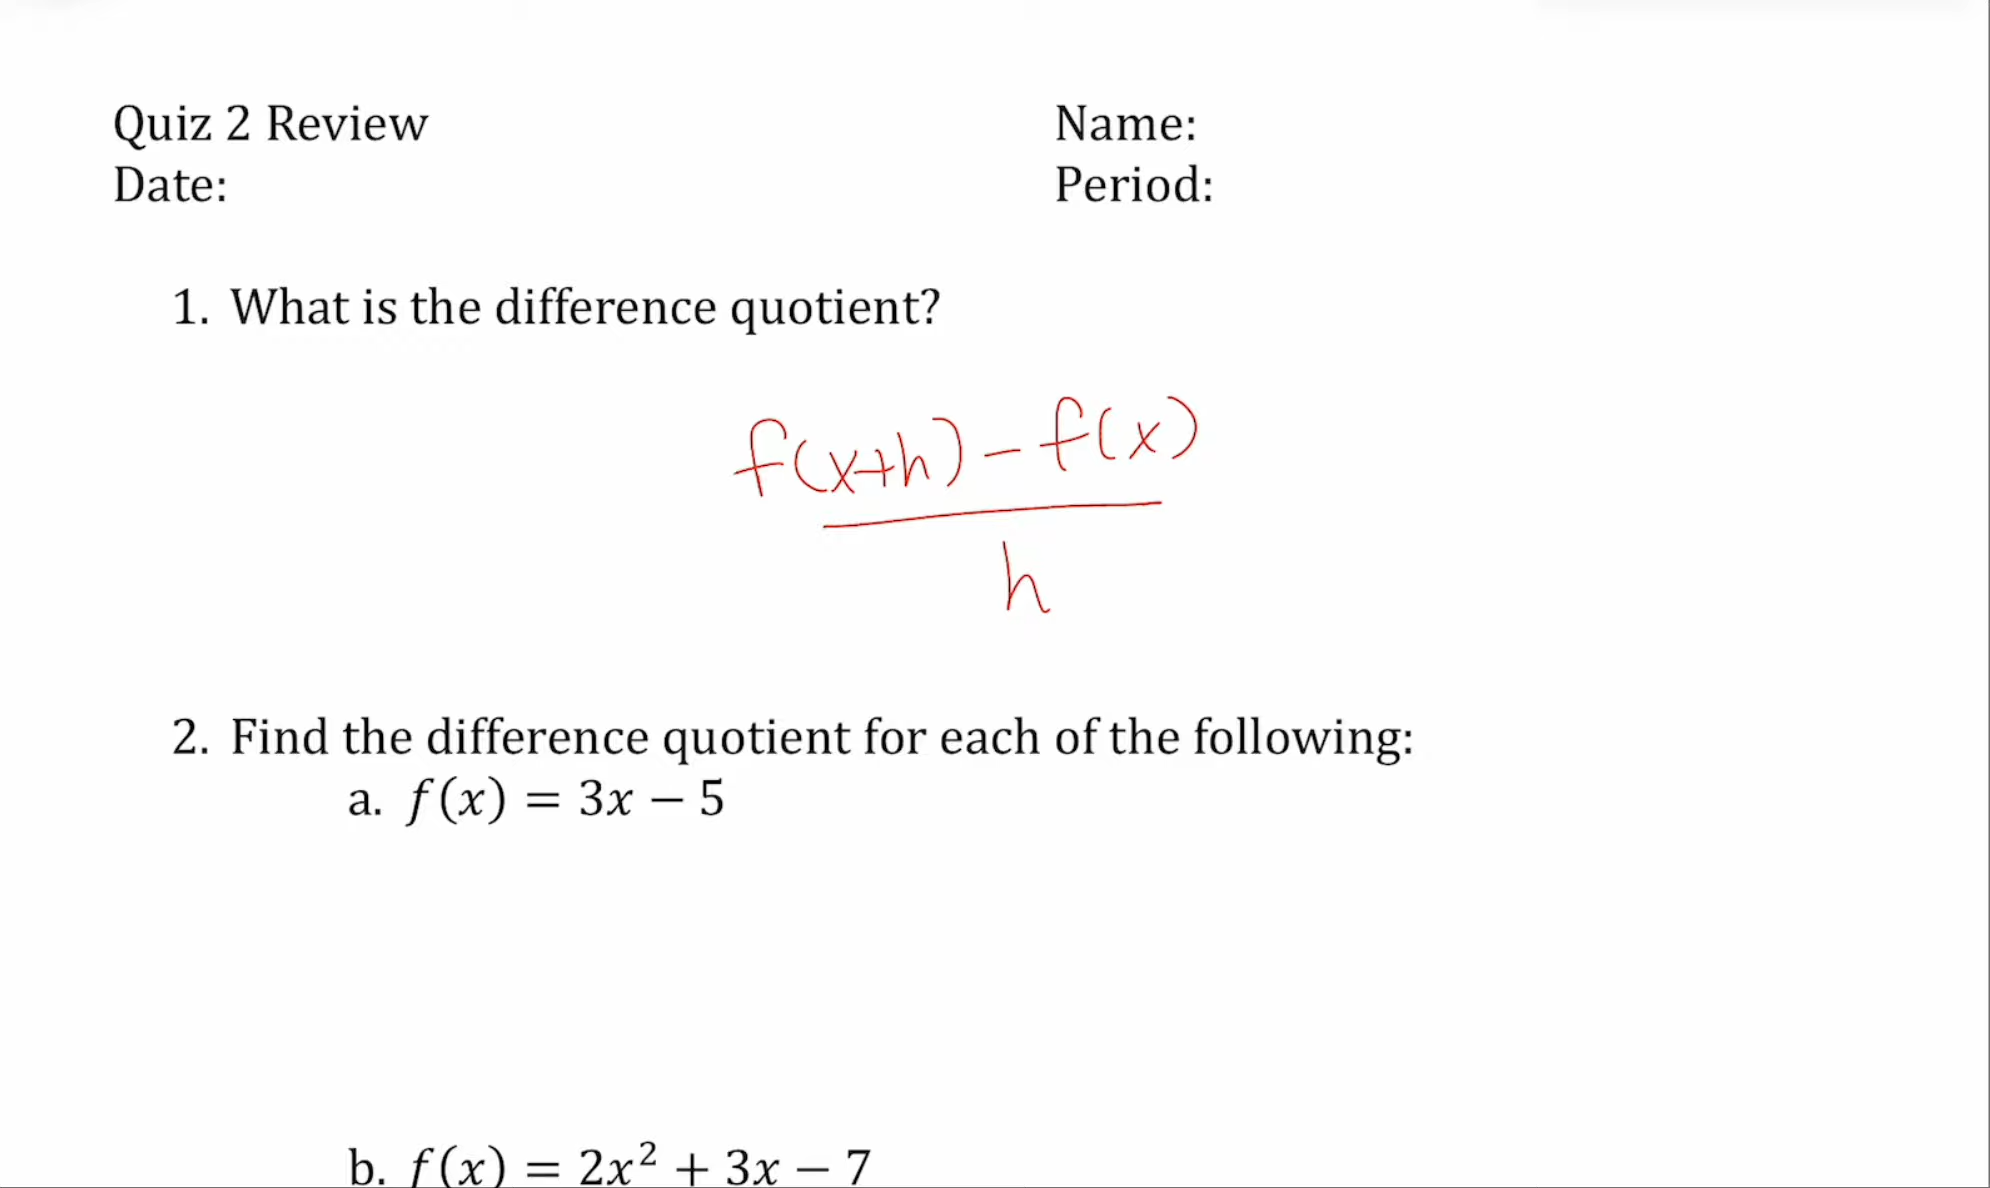 Quiz 2 Review Name:
Date: Period:
1. What is the difference quotient?
f(x+h) - f(x)
h
2. Find the difference quotient for each of the following:
a. f(x) = 3x − 5
b. f(x) = 2x² + 3x − 7